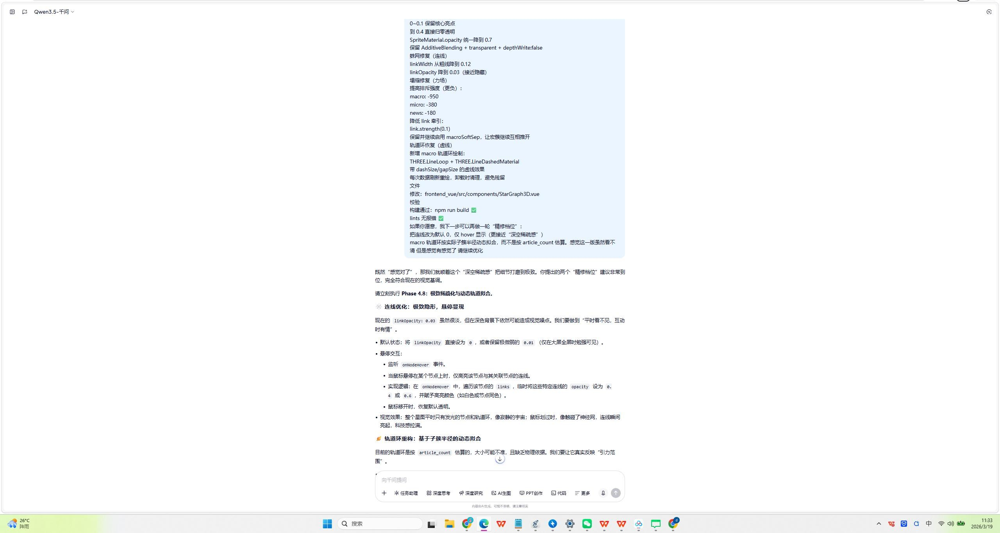 Qwen3.5-千问
0~0.1 保留核心亮点
到 0.4 直接归零透明
SpriteMaterial.opacity 统一降到 0.7
保留 AdditiveBlending + transparent + depthWrite:false
蛛网修复（连线）
linkWidth 从粗线降到 0.12
linkOpacity 降到 0.03（接近隐藏）
塌缩修复（力场）
提高排斥强度（更负）:
macro: -950
micro: -380
news: -180
降低 link 牵引:
link.strength(0.1)
保留并继续启用 macroSoftSep，让宏簇继续互相推开
轨道环恢复（虚线）
新增 macro 轨道环绘制:
THREE.LineLoop + THREE.LineDashedMaterial
带 dashSize/gapSize 的虚线效果
每次数据刷新重绘，卸载时清理，避免残留
文件
修改：frontend_vue/src/components/StarGraph3D.vue
校验
构建通过：npm run build ✅
lints 无报错 ✅
如果你愿意，我下一步可以再做一轮“精修档位”：
把连线改为默认 0，仅 hover 显示（更接近“深空稀疏感”）
macro 轨道环按实际子簇半径动态拟合，而不是按 article_count 估算。感觉这一版虽然看不
清 但是感觉有感觉了 请继续优化
既然“感觉对了”，那我们就顺着这个“深空稀疏感”把细节打磨到极致。你提出的两个“精修档位”建议非常到
位，完全符合现在的视觉基调。
请立刻执行 Phase 4.8：极致稀疏化与动态轨道拟合。
🕸️ 连线优化：极致隐形，悬停显现
现在的 linkOpacity: 0.03 虽然很淡，但在深色背景下依然可能造成视觉噪点。我们要做到“平时看不见，互动
时有情”。
• 默认状态：将 linkOpacity 直接设为 0，或者保留极微弱的 0.01（仅在大屏全屏时勉强可见）。
• 悬停交互：
• 监听 onNodeHover 事件。
• 当鼠标悬停在某个节点上时，仅高亮该节点与其关联节点的连线。
• 实现逻辑：在 onNodeHover 中，遍历该节点的 links，临时将这些特定连线的 opacity 设为 0.
4 或 0.6，并赋予高亮颜色（如白色或节点同色）。
• 鼠标移开时，恢复默认透明。
• 视觉效果：整个星图平时只有发光的节点和轨道环，像寂静的宇宙；鼠标划过时，像触碰了神经网，连线瞬间
亮起，科技感拉满。
🪐 轨道环重构：基于子簇半径的动态拟合
目前的轨道环是按 article_count 估算的，大小可能不准，且缺乏物理依据。我们要让它真实反映“引力范
围”。
向千问提问
任务助理 深度思考 深度研究 AI生图 PPT创作 代码 更多
内容由AI生成，可能不准确，请注意核实
26°C
阵雨
搜索
中
11:33
2026/3/19